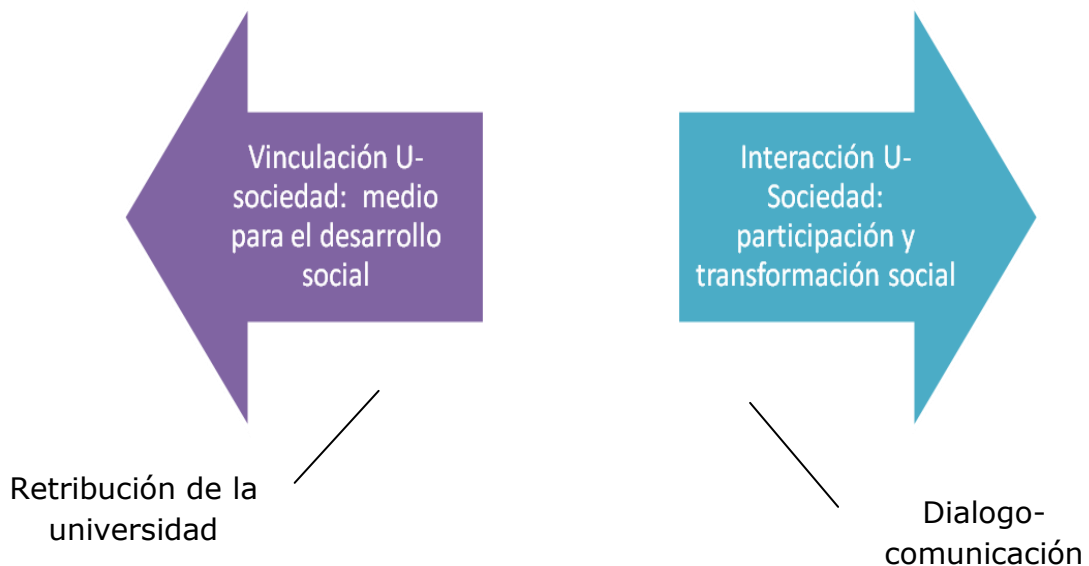 Vinculación U-
sociedad:  medio
para el desarrollo
social
Interacción U-
Sociedad:
participación y
transformación social
Retribución de la
universidad
Dialogo-
comunicación